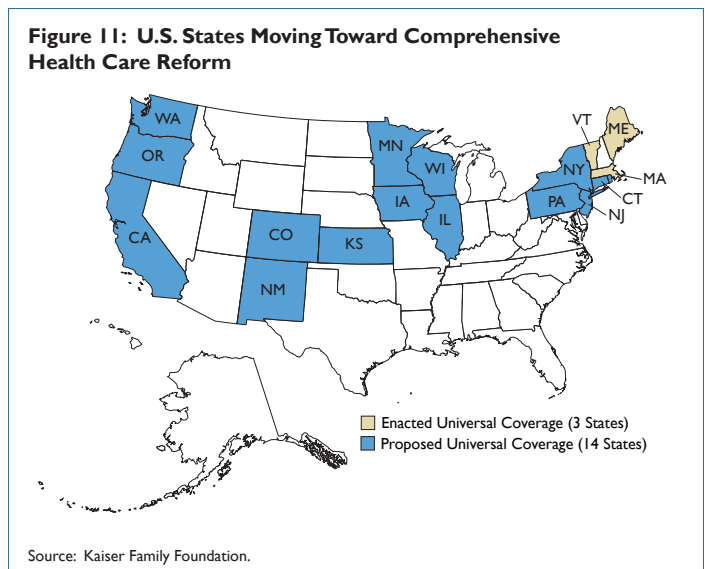 Figure 11: U.S. States Moving Toward Comprehensive
Health Care Reform
WA
OR
CA
CO
NM
KS
MN
IA
WI
IL
NY
PA
VT
ME
MA
CT
NJ
Enacted Universal Coverage (3 States)
Proposed Universal Coverage (14 States)
Source: Kaiser Family Foundation.